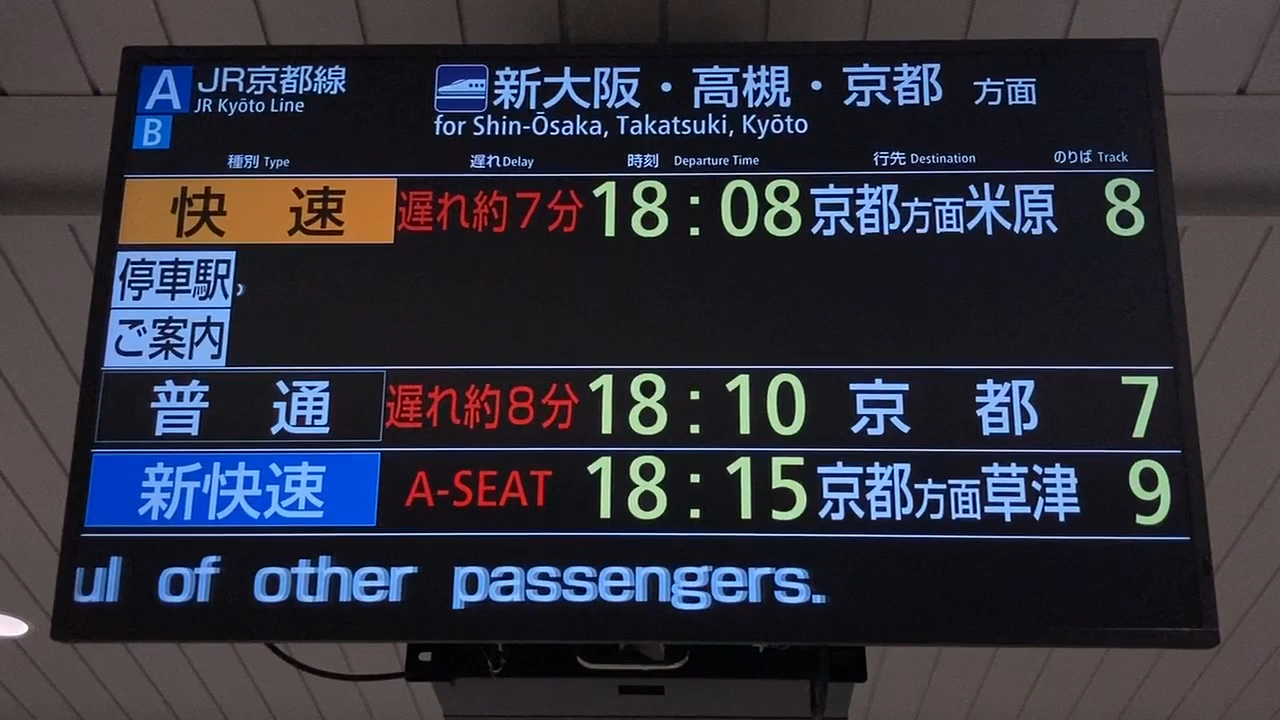 A JR京都線 新大阪・高槻・京都 方面
JR Kyōto Line for Shin-Ōsaka, Takatsuki, Kyōto
B
種別 Type 遅れ Delay 時刻 Departure Time 行先 Destination のりば Track
快 速 遅れ約7分 18:08 京都方面米原 8
停車駅
ご案内
普 通 遅れ約8分 18:10 京 都 7
新快速 A-SEAT 18:15 京都方面草津 9
ul of other passengers.